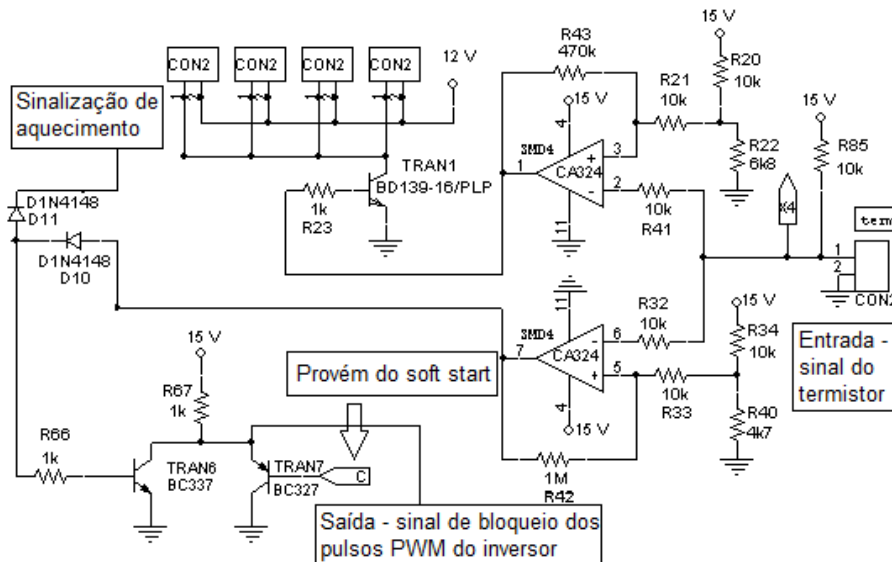 CON2
CON2
CON2
CON2
12 V
Sinalização de
aquecimento
R43
470k
15 V
R20
10k
R21
10k
15 V
R85
10k
R22
6k8
15 V
4
SMD4
CA324
+
-
3
2
1
11
TRAN1
BD139-16/PLP
1k
R23
10k
R41
X4
D1N4148
D11
D1N4148
D10
term
1
2
CON2
11
R32
10k
15 V
R34
10k
SMD4
CA324
-
+
6
5
7
4
15 V
10k
R33
R40
4k7
Entrada -
sinal do
termistor
15 V
R67
1k
Provém do soft start
R66
1k
TRAN6
BC337
TRAN7
BC327
C
1M
R42
Saída - sinal de bloqueio dos
pulsos PWM do inversor